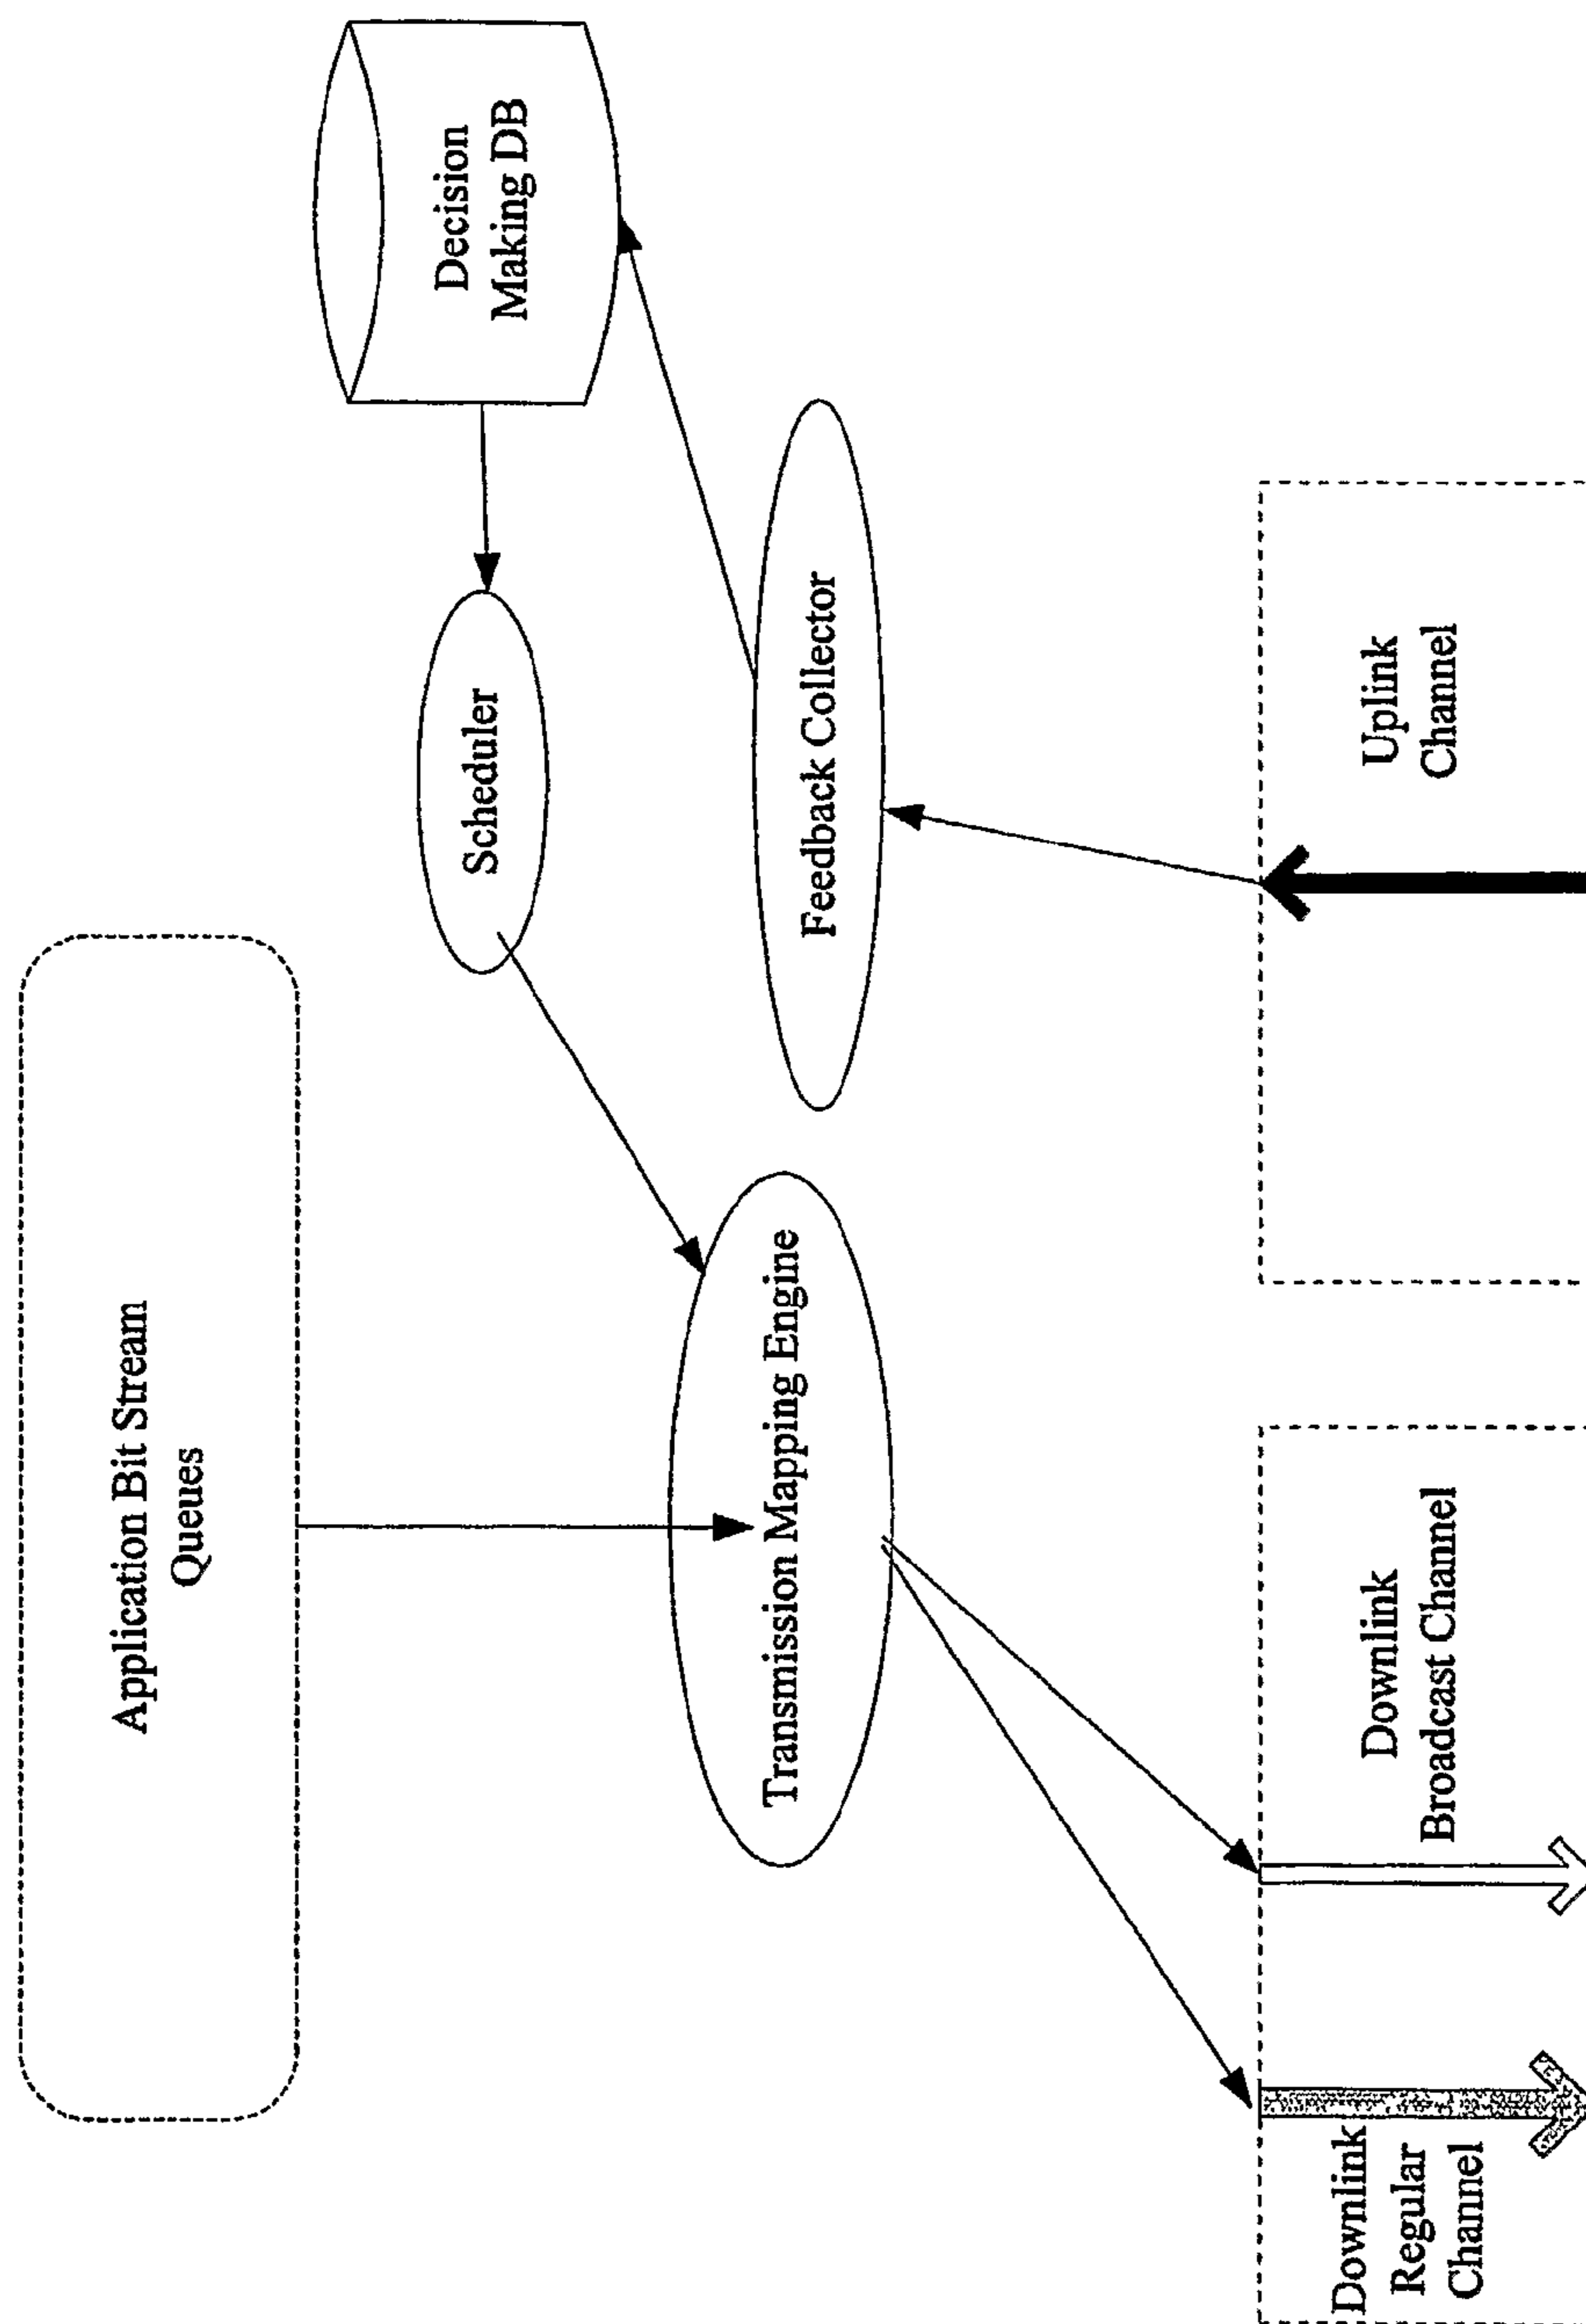 Application Bit Stream
Queues
Decision
Making DB
Scheduler
Transmission Mapping Engine
Feedback Collector
Downlink
Regular
Channel
Downlink
Broadcast Channel
Uplink
Channel